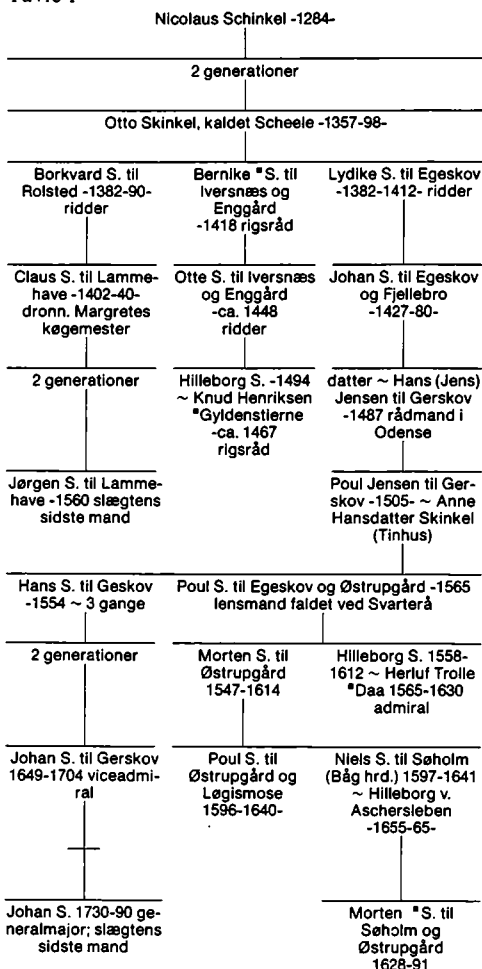 Nicolaus Schinkel -1284-
2 generationer
Otto Skinkel, kaldet Scheele -1357-98-
Borkvard S. til
Rolsted -1382-90-
ridder
Bernike *S. til
Iversnæs og
Enggård
-1418 rigsråd
Lydike S. til Egeskov
-1382-1412- ridder
Claus S. til Lamme-
have -1402-40-
dronn. Margretes
køgemester
Otte S. til Iversnæs
og Enggård
-ca. 1448
ridder
Johan S. til Egeskov
og Fjellebro
-1427-80-
2 generationer
Hilleborg S. -1494
~ Knud Henriksen
*Gyldenstierne
-ca. 1467
rigsråd
datter ~ Hans (Jens)
Jensen til Gerskov
-1487 rådmand i
Odense
Jørgen S. til Lamme-
have -1560 slægtens
sidste mand
Poul Jensen til Ger-
skov -1505- ~ Anne
Hansdatter Skinkel
(Tinhus)
Hans S. til Geskov
-1554 ~ 3 gange
Poul S. til Egeskov og Østrupgård -1565
lensmand faldet ved Svarterå
2 generationer
Morten S. til
Østrupgård
1547-1614
Hilleborg S. 1558-
1612 ~ Herluf Trolle
*Daa 1565-1630
admiral
Johan S. til Gerskov
1649-1704 viceadmi-
ral
Poul S. til
Østrupgård og
Løgismose
1596-1640-
Niels S. til Søholm
(Båg hrd.) 1597-1641
~ Hilleborg v.
Aschersleben
-1655-65-
Johan S. 1730-90 ge-
neralmajor; slægtens
sidste mand
Morten *S. til
Søholm og
Østrupgård
1628-91